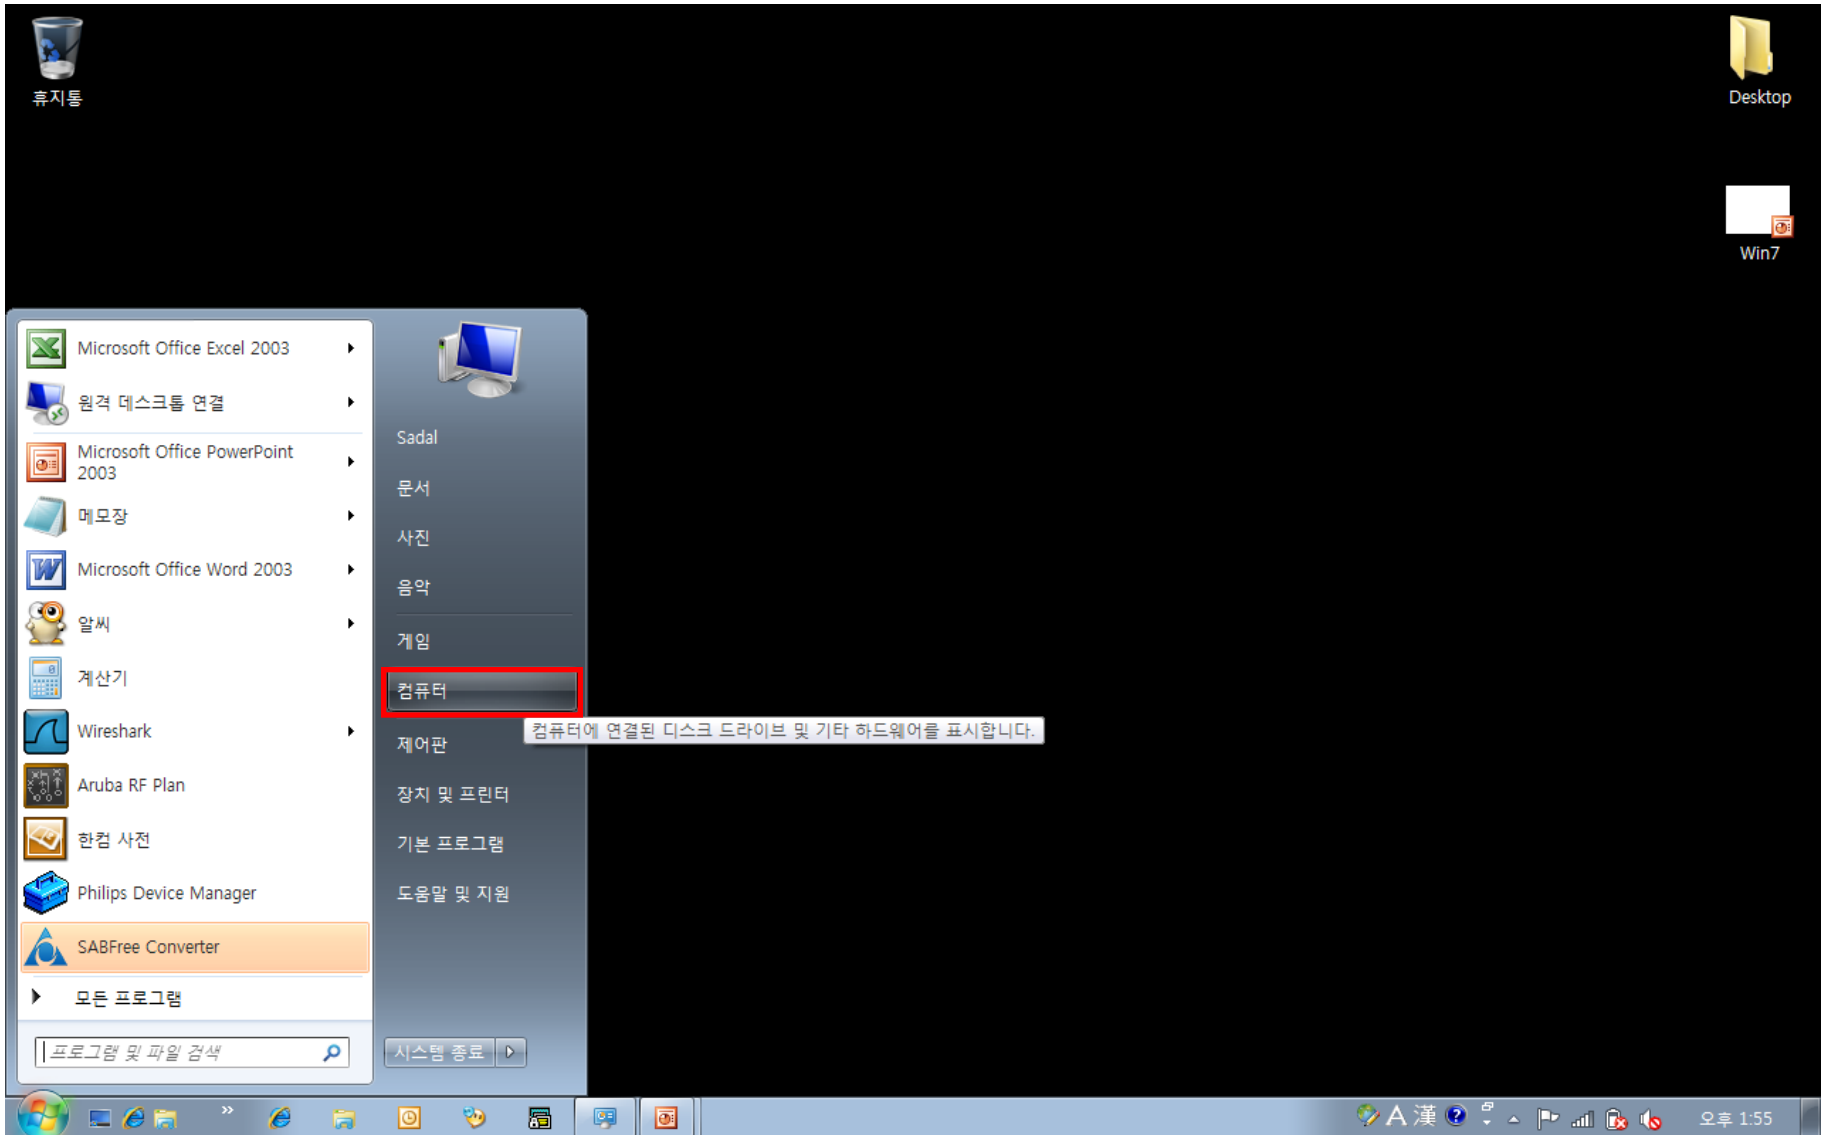 휴지통
Desktop
Win7
Microsoft Office Excel 2003
원격 데스크톱 연결
Microsoft Office PowerPoint
2003
메모장
Microsoft Office Word 2003
알씨
계산기
Wireshark
Aruba RF Plan
한컴 사전
Philips Device Manager
SABFree Converter
모든 프로그램
프로그램 및 파일 검색
Sadal
문서
사진
음악
게임
컴퓨터
컴퓨터에 연결된 디스크 드라이브 및 기타 하드웨어를 표시합니다.
제어판
장치 및 프린터
기본 프로그램
도움말 및 지원
시스템 종료
A 漢
오후 1:55